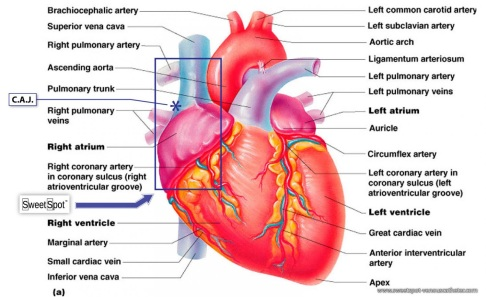 Brachiocephalic artery
Superior vena cava
Right pulmonary artery
Ascending aorta
Pulmonary trunk
C.A.J.
*
Right pulmonary
veins
Right atrium
Right coronary artery
in coronary sulcus (right
atrioventricular groove)
SweetSpot™
Right ventricle
Marginal artery
Small cardiac vein
Inferior vena cava
(a)
Left common carotid artery
Left subclavian artery
Aortic arch
Ligamentum arteriosum
Left pulmonary artery
Left pulmonary veins
Left atrium
Auricle
Circumflex artery
Left coronary artery in
coronary sulcus (left
atrioventricular groove)
Left ventricle
Great cardiac vein
Anterior interventricular
artery
Apex